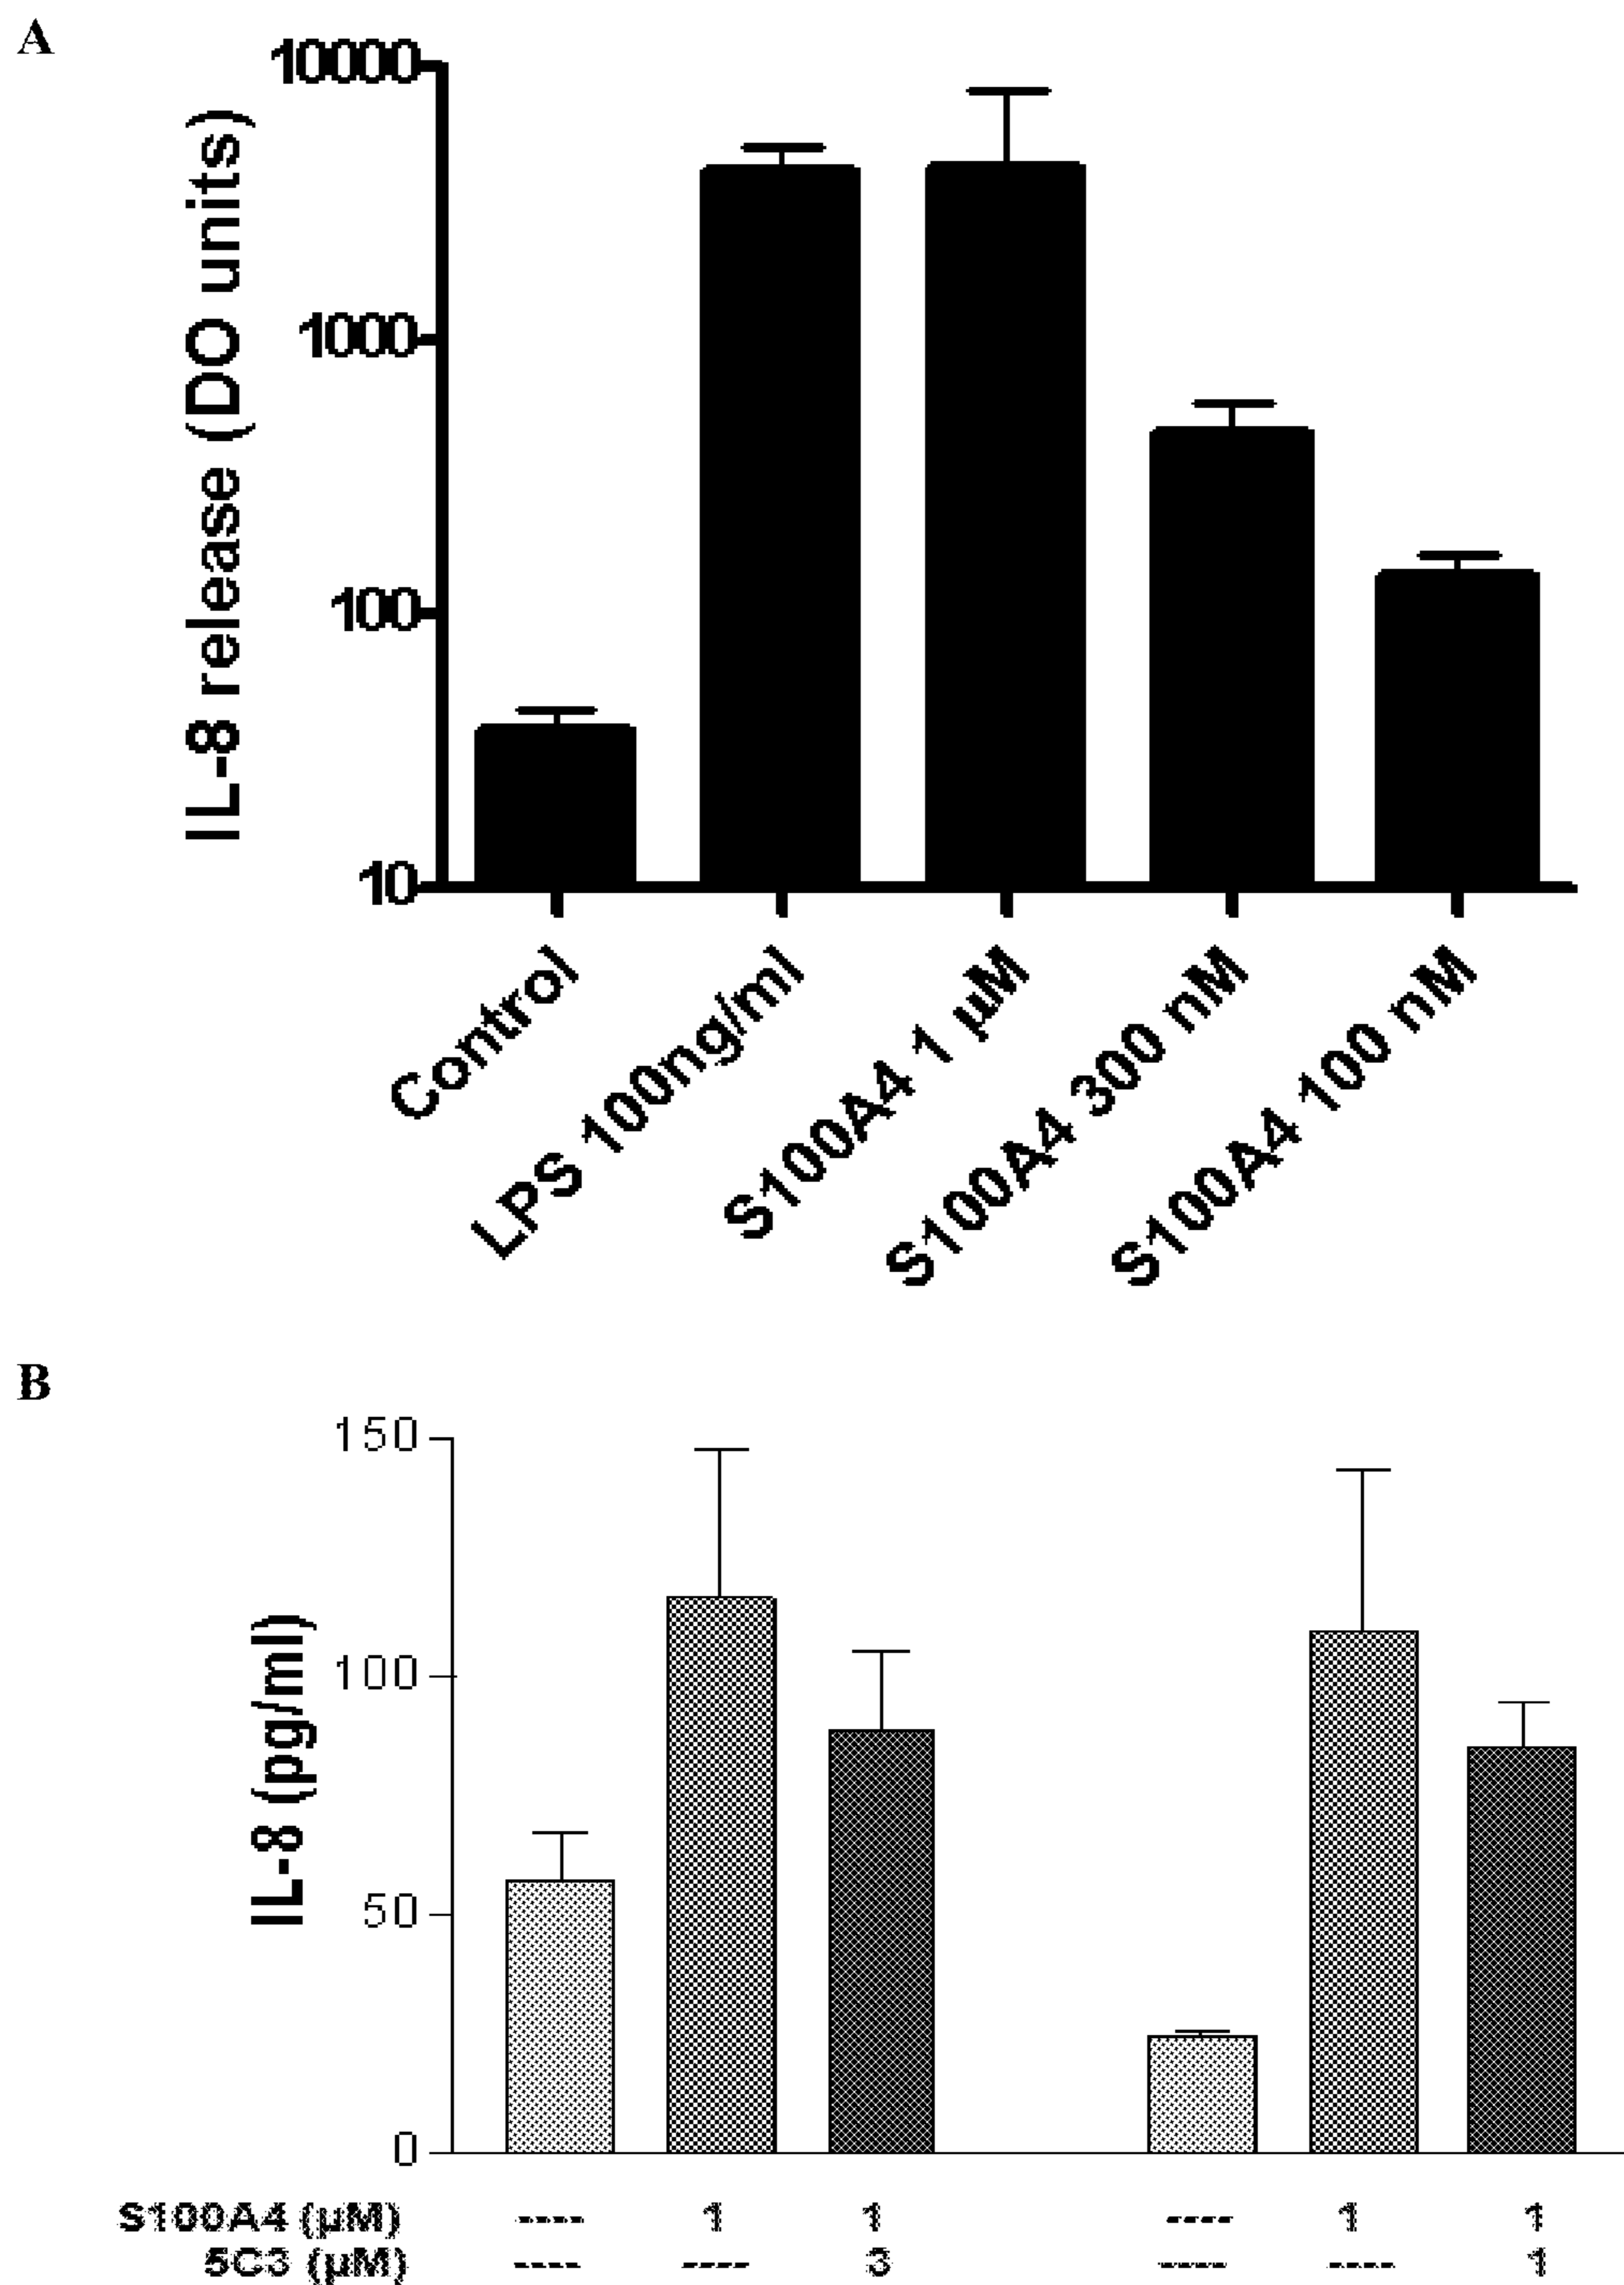 A
IL-8 release (DO units)
10000
1000
100
10
Control
LPS 100ng/ml
S100A4 1 µM
S100A4 300 nM
S100A4 100 nM
B
IL-8 (pg/ml)
150
100
50
0
S100A4 (µM) ---- 1 1 ---- 1 1
5C3 (µM) ---- ---- 3 ---- ---- 1